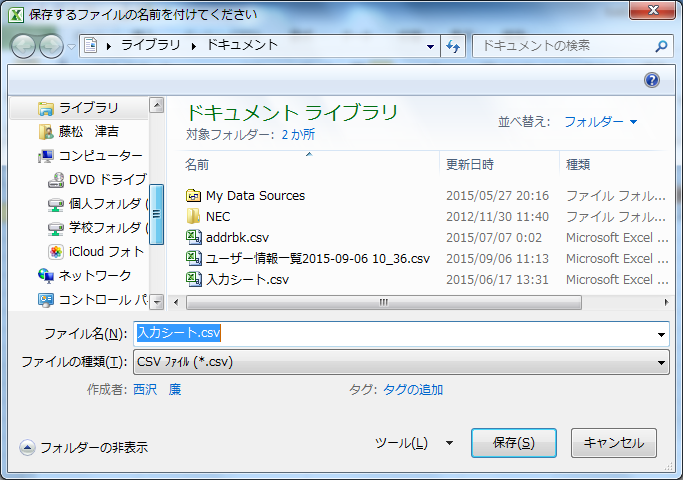 保存するファイルの名前を付けてください
ライブラリ ドキュメント ドキュメントの検索
ライブラリ
藤松 津吉
コンピューター
DVD ドライブ
個人フォルダ (
学校フォルダ (
iCloud フォト
ネットワーク
コントロール パネ
ドキュメント ライブラリ
対象フォルダー: 2 か所
並べ替え: フォルダー
名前 更新日時 種類
My Data Sources 2015/05/27 20:16 ファイル フォル...
NEC 2012/11/30 11:40 ファイル フォル...
addrbk.csv 2015/07/07 0:02 Microsoft Excel ...
ユーザー情報一覧2015-09-06 10_36.csv 2015/09/06 11:13 Microsoft Excel ...
入力シート.csv 2015/06/17 13:31 Microsoft Excel ...
ファイル名(N): 入力シート.csv
ファイルの種類(T): CSV ﾌｧｲﾙ (*.csv)
作成者: 西沢 廉 タグ: タグの追加
フォルダーの非表示 ツール(L) 保存(S) キャンセル